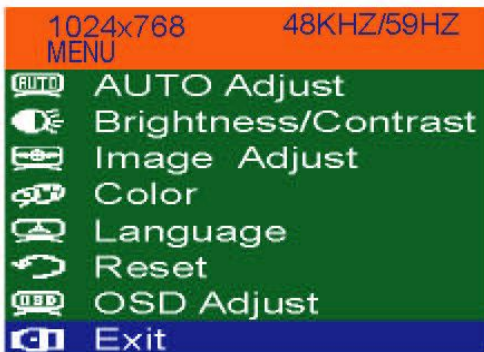 1024x768 48KHZ/59HZ
MENU
AUTO AUTO Adjust
Brightness/Contrast
Image Adjust
Color
Language
Reset
OSD OSD Adjust
Exit